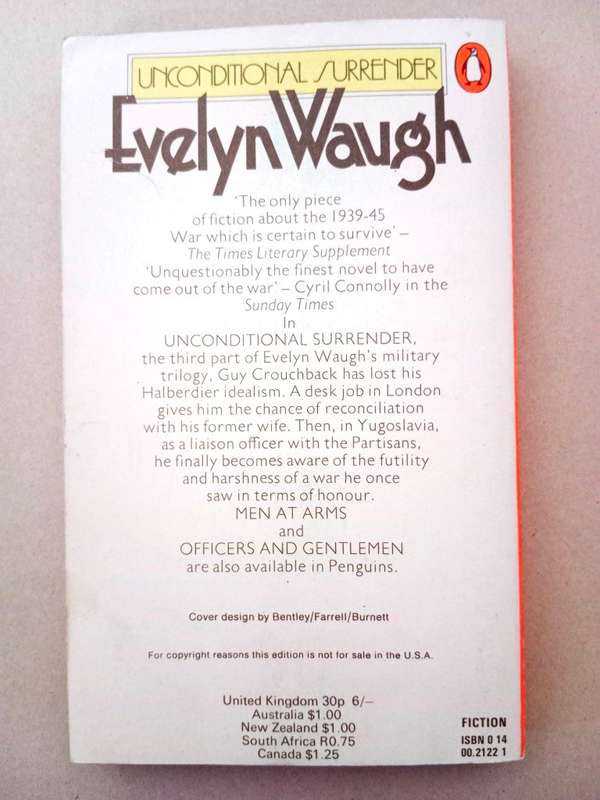 UNCONDITIONAL SURRENDER
Evelyn Waugh
‘The only piece
of fiction about the 1939-45
War which is certain to survive’ –
The Times Literary Supplement
‘Unquestionably the finest novel to have
come out of the war’ – Cyril Connolly in the
Sunday Times
In
UNCONDITIONAL SURRENDER,
the third part of Evelyn Waugh's military
trilogy, Guy Crouchback has lost his
Halberdier idealism. A desk job in London
gives him the chance of reconciliation
with his former wife. Then, in Yugoslavia,
as a liaison officer with the Partisans,
he finally becomes aware of the futility
and harshness of a war he once
saw in terms of honour.
MEN AT ARMS
and
OFFICERS AND GENTLEMEN
are also available in Penguins.
Cover design by Bentley/Farrell/Burnett
For copyright reasons this edition is not for sale in the U.S.A.
United Kingdom 30p 6/–
Australia $1.00
New Zealand $1.00
South Africa R0.75
Canada $1.25
FICTION
ISBN 0 14
00.2122 1